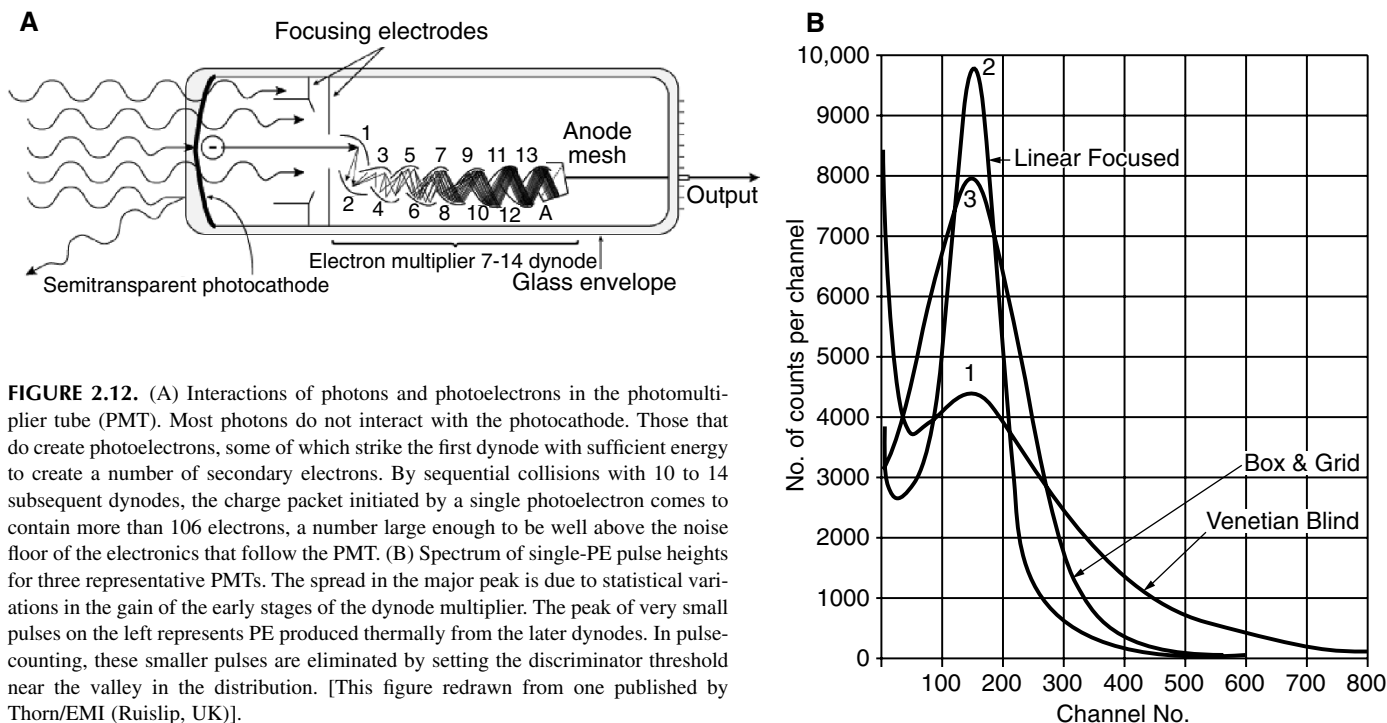 A
Focusing electrodes
-
1
3 5 7 9 11 13
Anode
mesh
2
4 6 8 10 12 A
Output
Electron multiplier 7-14 dynode
Semitransparent photocathode
Glass envelope
FIGURE 2.12. (A) Interactions of photons and photoelectrons in the photomulti-
plier tube (PMT). Most photons do not interact with the photocathode. Those that
do create photoelectrons, some of which strike the first dynode with sufficient energy
to create a number of secondary electrons. By sequential collisions with 10 to 14
subsequent dynodes, the charge packet initiated by a single photoelectron comes to
contain more than 106 electrons, a number large enough to be well above the noise
floor of the electronics that follow the PMT. (B) Spectrum of single-PE pulse heights
for three representative PMTs. The spread in the major peak is due to statistical vari-
ations in the gain of the early stages of the dynode multiplier. The peak of very small
pulses on the left represents PE produced thermally from the later dynodes. In pulse-
counting, these smaller pulses are eliminated by setting the discriminator threshold
near the valley in the distribution. [This figure redrawn from one published by
Thorn/EMI (Ruislip, UK)].
B
10,000
9000
8000
7000
6000
5000
4000
3000
2000
1000
0
No. of counts per channel
2
Linear Focused
3
1
Box & Grid
Venetian Blind
100 200 300 400 500 600 700 800
Channel No.